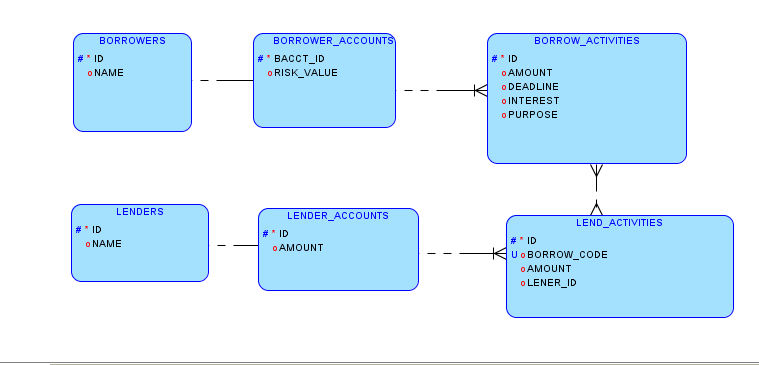 BORROWERS
# * ID
o NAME
BORROWER_ACCOUNTS
# * BACCT_ID
o RISK_VALUE
BORROW_ACTIVITIES
# * ID
o AMOUNT
o DEADLINE
o INTEREST
o PURPOSE
LENDERS
# * ID
o NAME
LENDER_ACCOUNTS
# * ID
o AMOUNT
LEND_ACTIVITIES
# * ID
U o BORROW_CODE
o AMOUNT
o LENER_ID